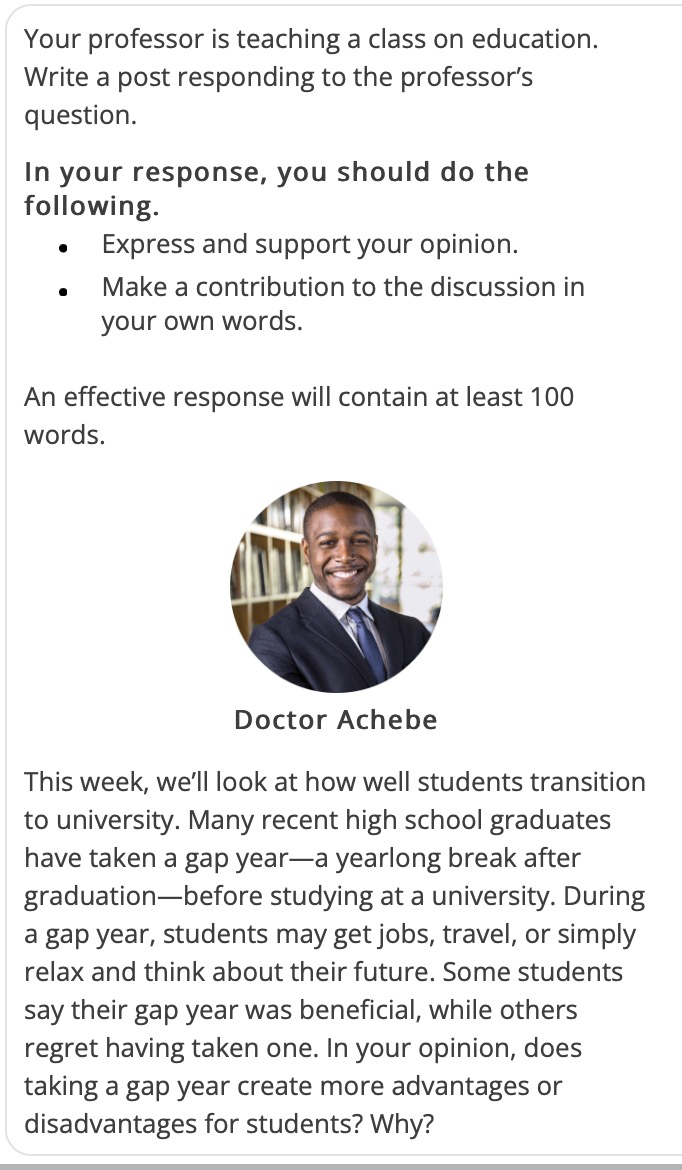 Your professor is teaching a class on education.
Write a post responding to the professor’s
question.
In your response, you should do the
following.
• Express and support your opinion.
• Make a contribution to the discussion in
your own words.
An effective response will contain at least 100
words.
Doctor Achebe
This week, we’ll look at how well students transition
to university. Many recent high school graduates
have taken a gap year—a yearlong break after
graduation—before studying at a university. During
a gap year, students may get jobs, travel, or simply
relax and think about their future. Some students
say their gap year was beneficial, while others
regret having taken one. In your opinion, does
taking a gap year create more advantages or
disadvantages for students? Why?